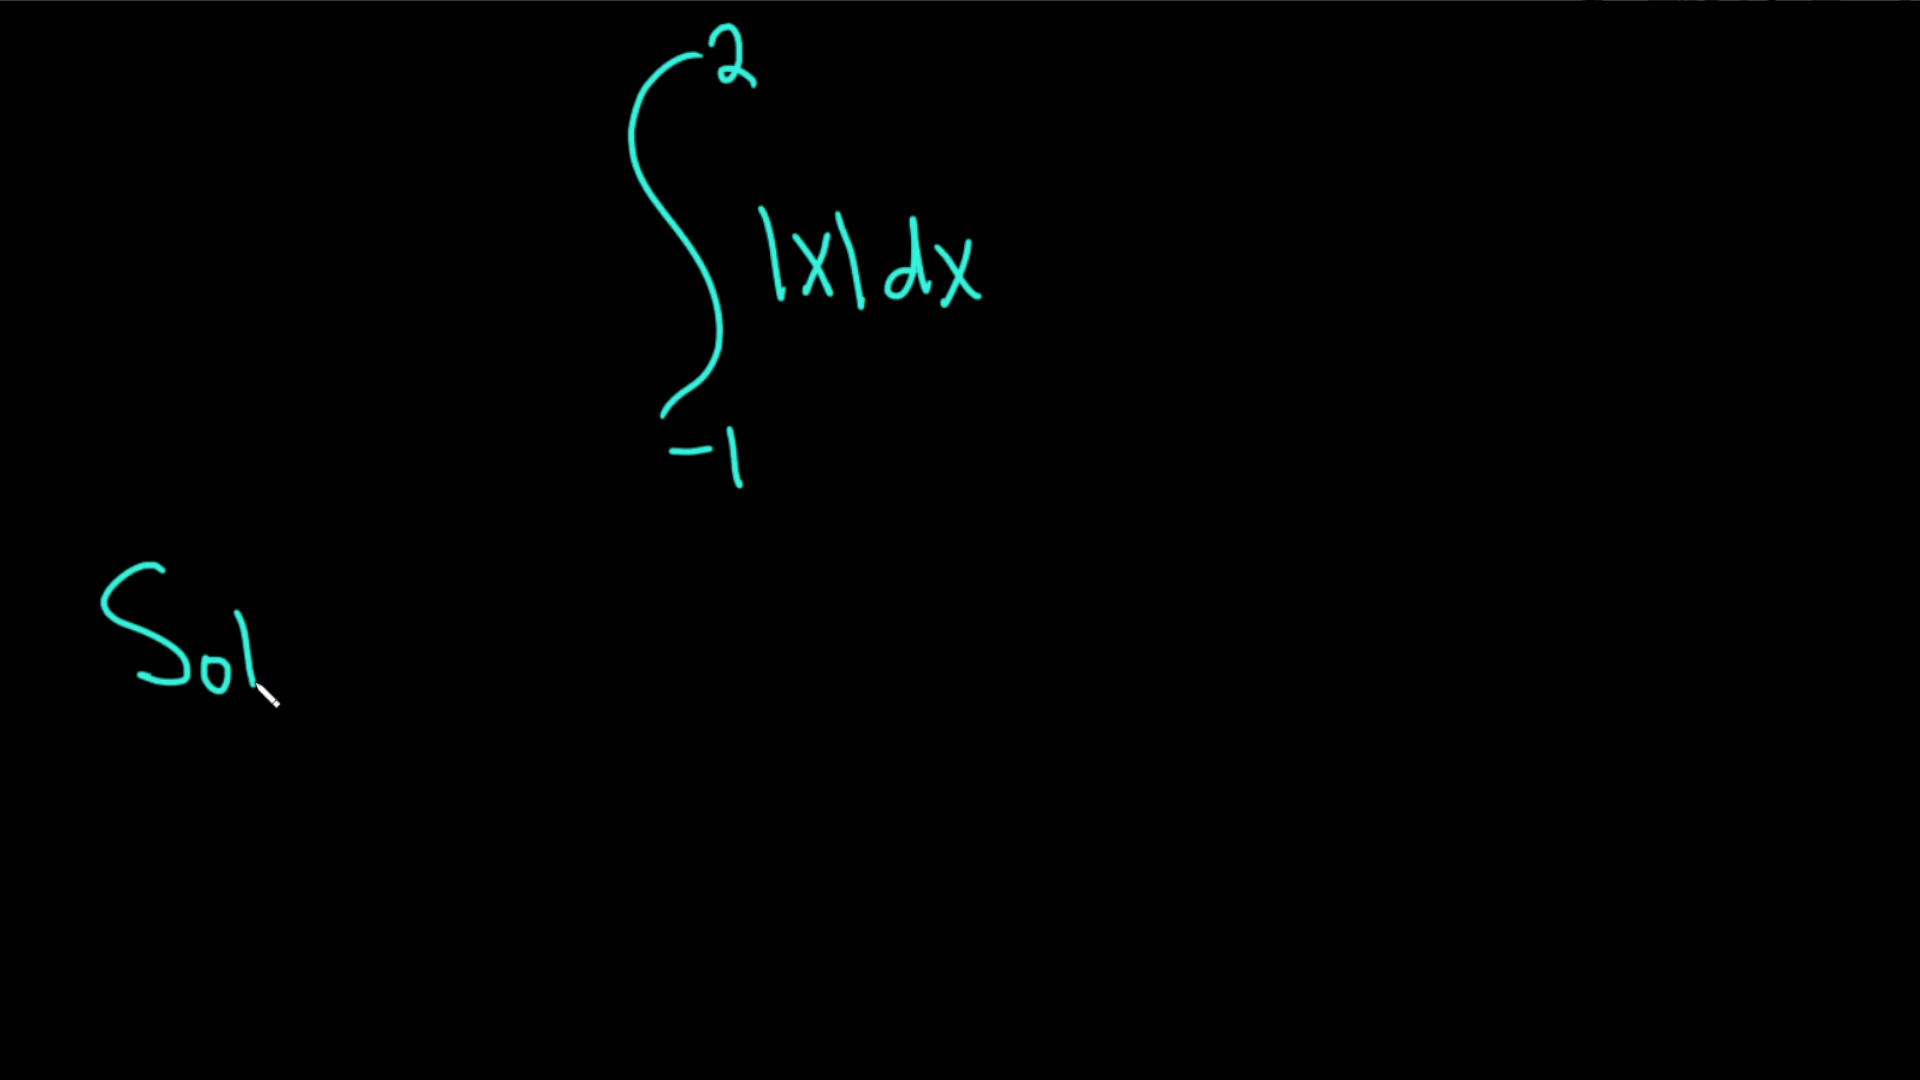 ∫_{-1}^{2} |x| dx
Sol